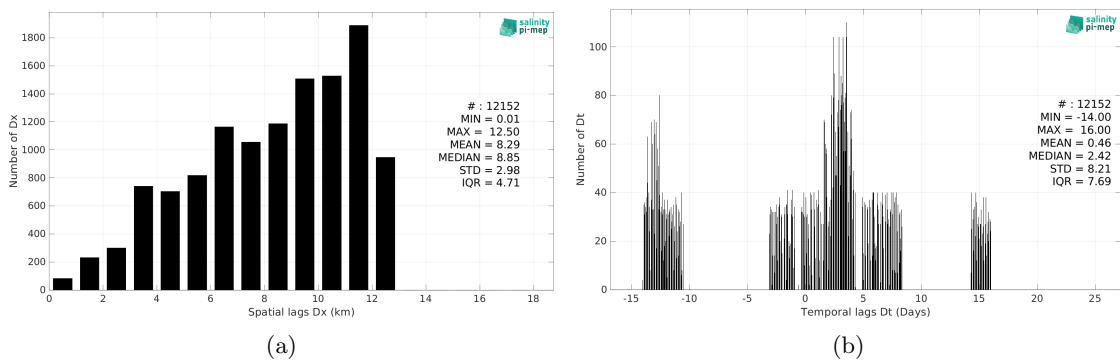 salinity
pi-mep
1800
1600
1400
1200
1000
800
600
400
200
0
Number of Dx
# : 12152
MIN = 0.01
MAX = 12.50
MEAN = 8.29
MEDIAN = 8.85
STD = 2.98
IQR = 4.71
0 2 4 6 8 10 12 14 16 18
Spatial lags Dx (km)
(a)
salinity
pi-mep
100
80
60
40
20
0
Number of Dt
# : 12152
MIN = -14.00
MAX = 16.00
MEAN = 0.46
MEDIAN = 2.42
STD = 8.21
IQR = 7.69
-15 -10 -5 0 5 10 15 20 25
Temporal lags Dt (Days)
(b)